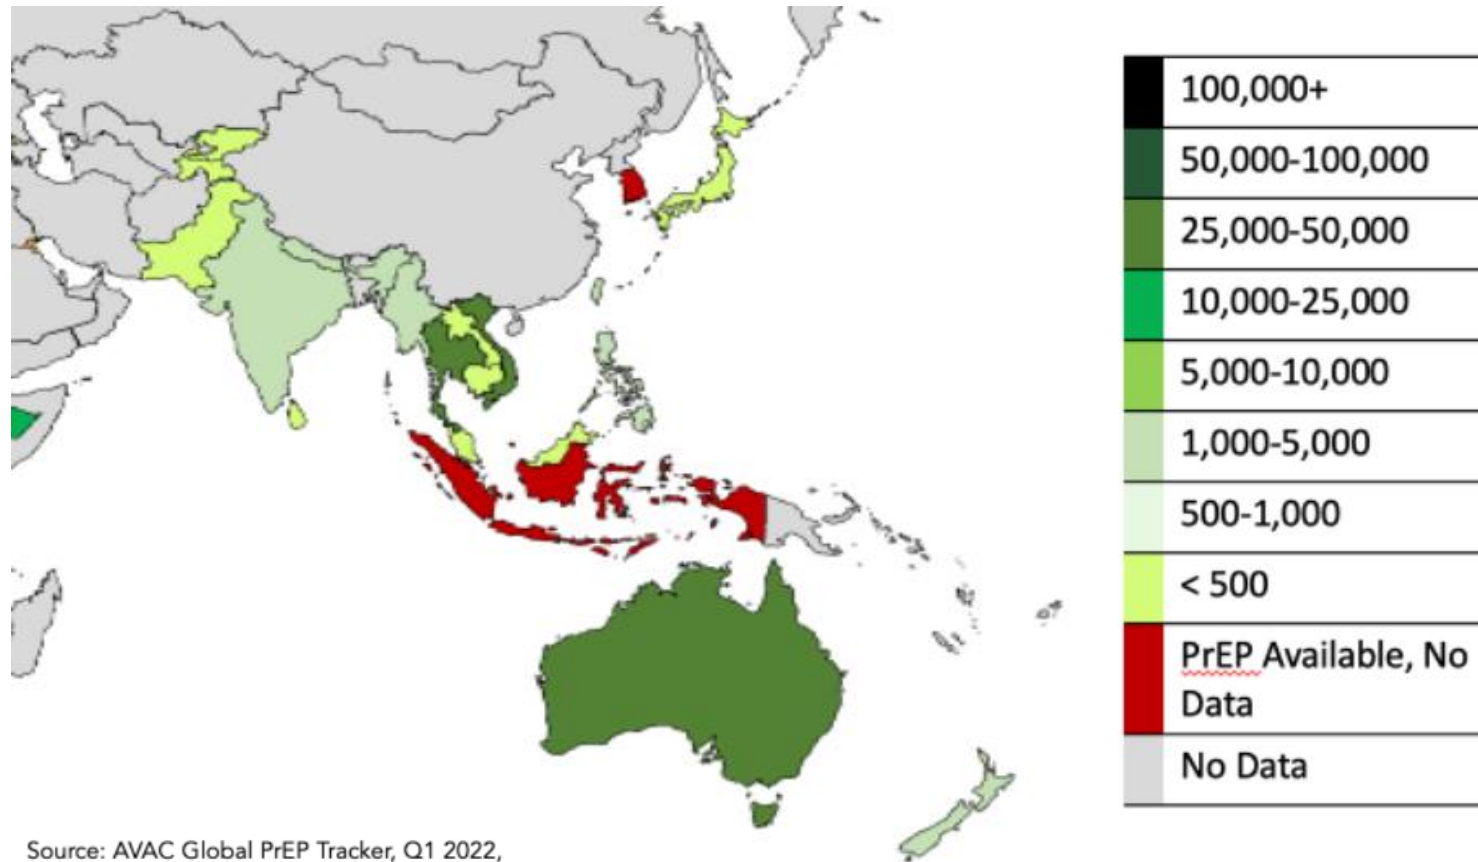 100,000+
50,000-100,000
25,000-50,000
10,000-25,000
5,000-10,000
1,000-5,000
500-1,000
< 500
PrEP Available, No
Data
No Data
Source: AVAC Global PrEP Tracker, Q1 2022,